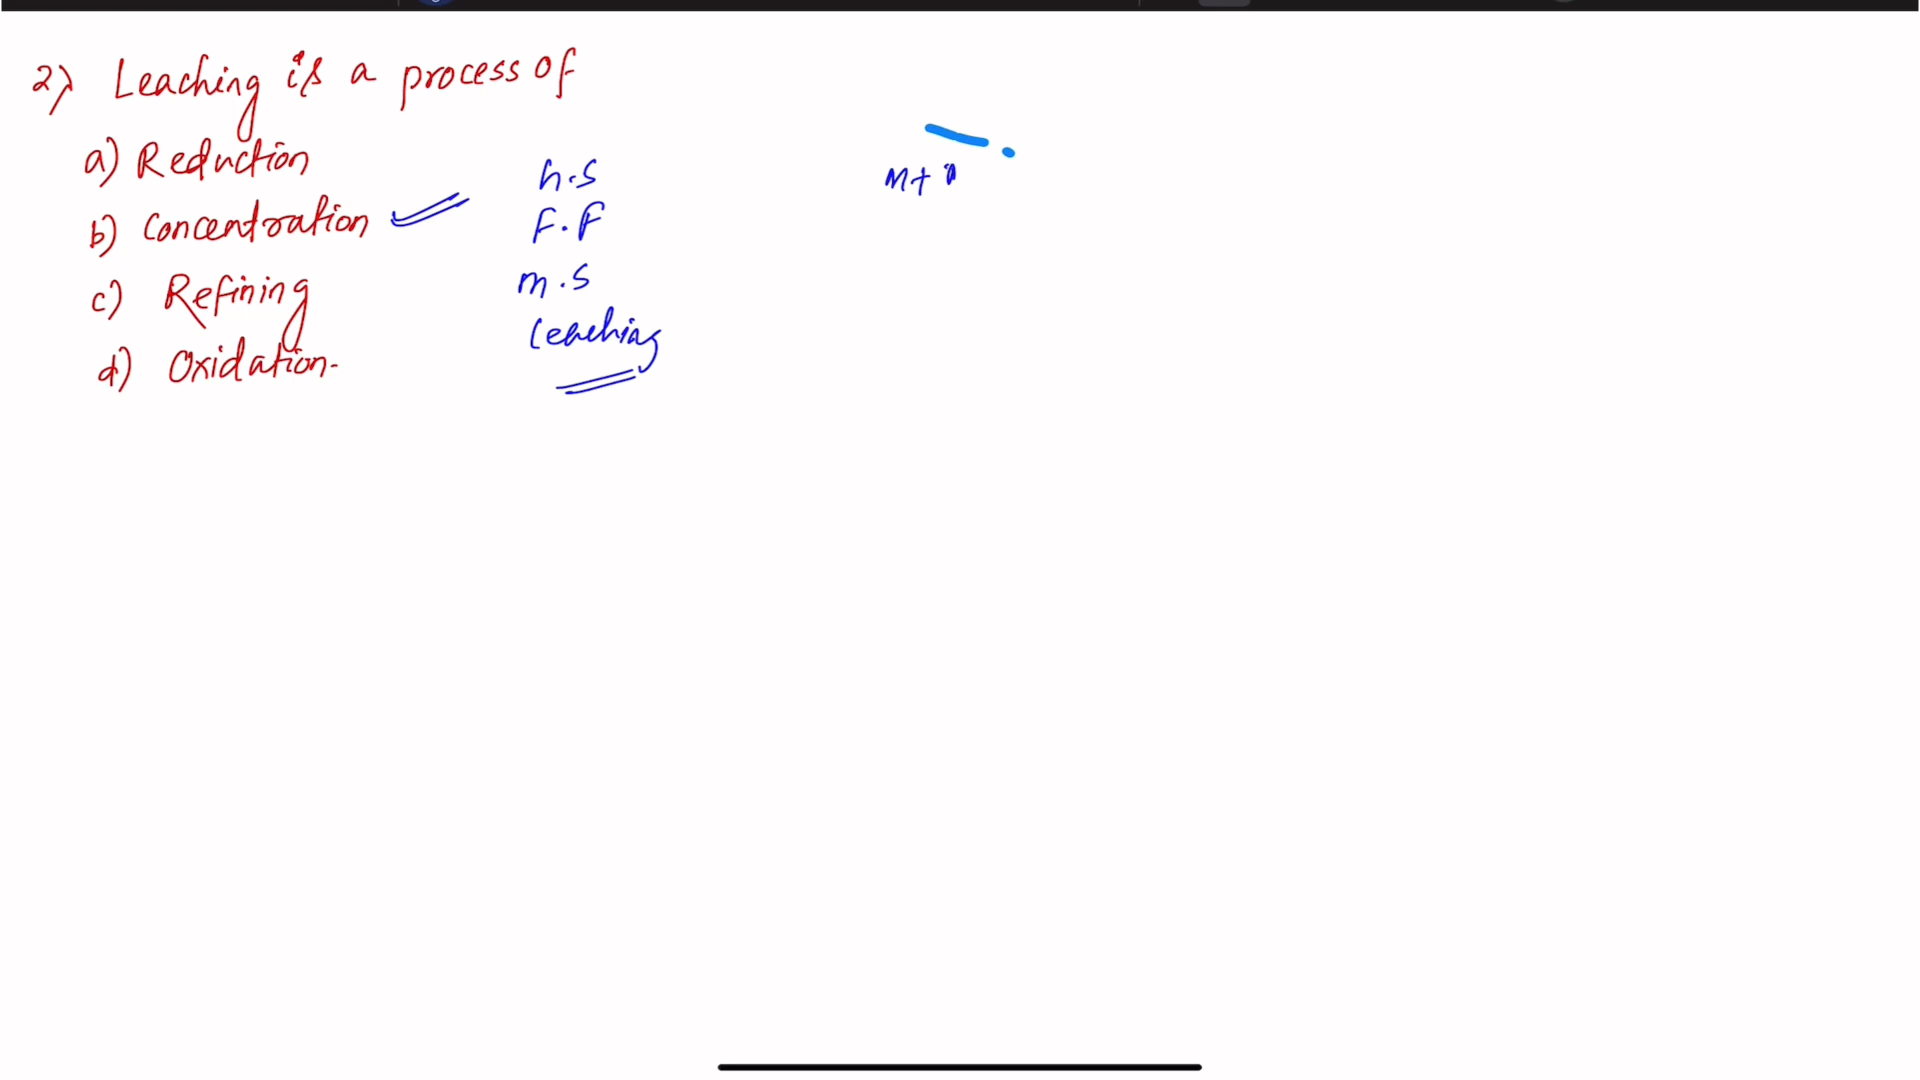 2) Leaching is a process of
a) Reduction
b) Concentration
c) Refining
d) Oxidation.
h.s
F.F
m.s
Leaching
M+